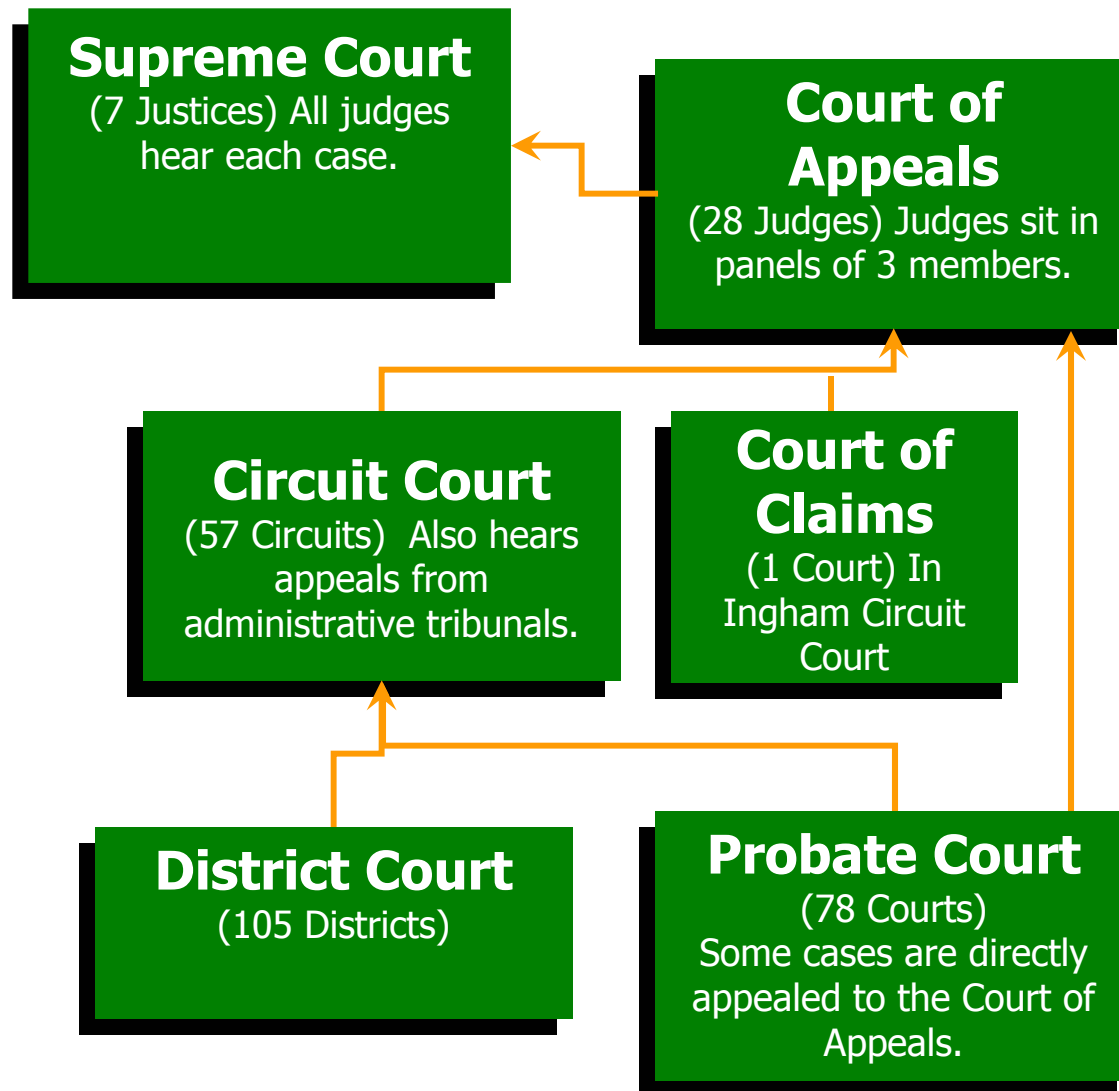 Supreme Court
(7 Justices) All judges
hear each case.
Court of
Appeals
(28 Judges) Judges sit in
panels of 3 members.
Circuit Court
(57 Circuits)  Also hears
appeals from
administrative tribunals.
Court of
Claims
(1 Court) In
Ingham Circuit
Court
District Court
(105 Districts)
Probate Court
(78 Courts)
Some cases are directly
appealed to the Court of
Appeals.